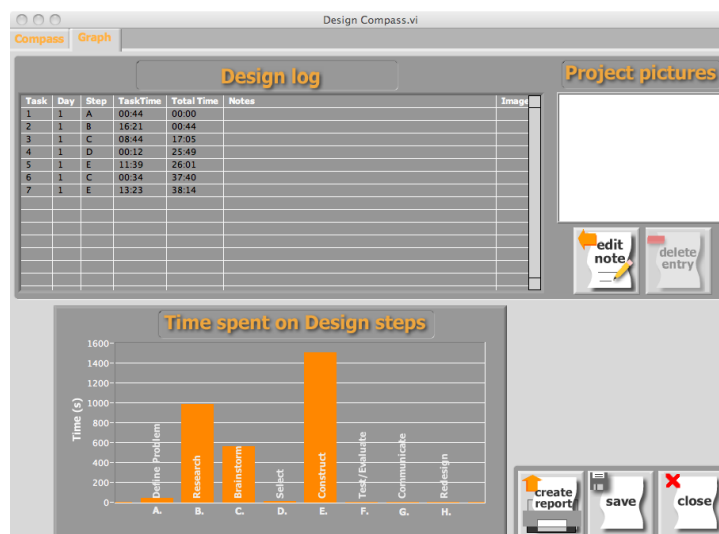 Design Compass.vi
Compass Graph
Design log
Project pictures
Task Day Step TaskTime Total Time Notes Image
1 1 A 00:44 00:00
2 1 B 16:21 00:44
3 1 C 08:44 17:05
4 1 D 00:12 25:49
5 1 E 11:39 26:01
6 1 C 00:34 37:40
7 1 E 13:23 38:14
edit
note
delete
entry
Time spent on Design steps
Time (s)
1600
1400
1200
1000
800
600
400
200
0
Define Problem
Research
Brainstorm
Select
Construct
Test/Evaluate
Communicate
Redesign
A. B. C. D. E. F. G. H.
create
report
save
close